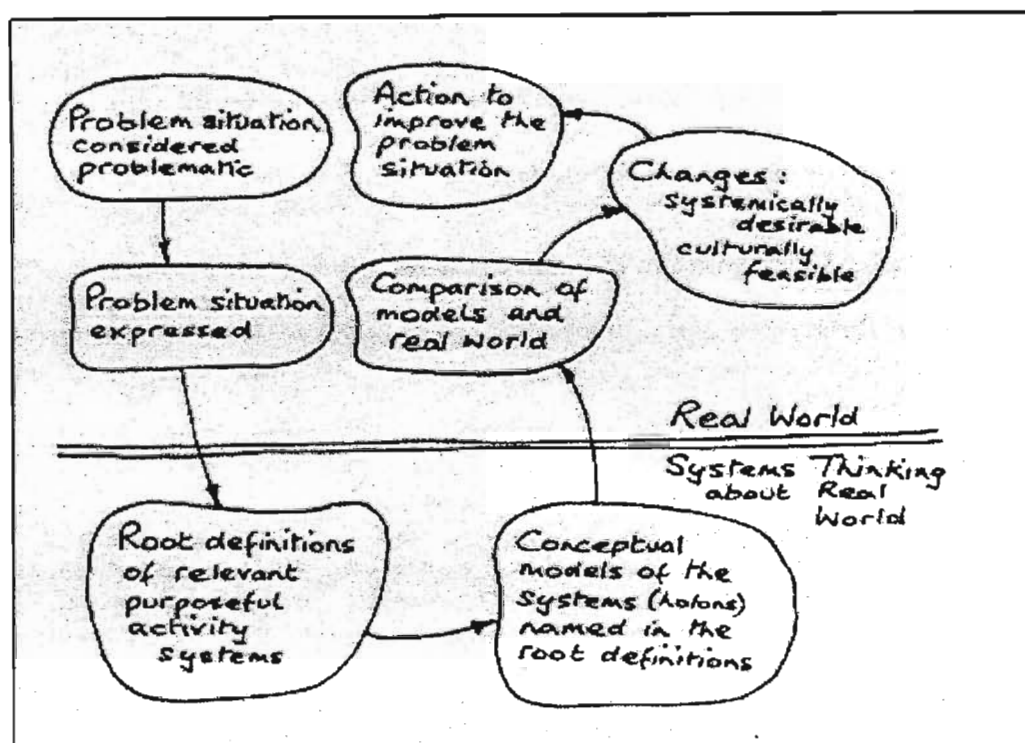 Problem situation
considered
problematic
Problem situation
expressed
Root definitions
of relevant
purposeful
activity
systems
Conceptual
models of the
systems (holons)
named in the
root definitions
Comparison of
models and
real world
Changes:
systemically
desirable
culturally
feasible
Action to
improve the
problem
situation
Real World
Systems Thinking
about Real
World